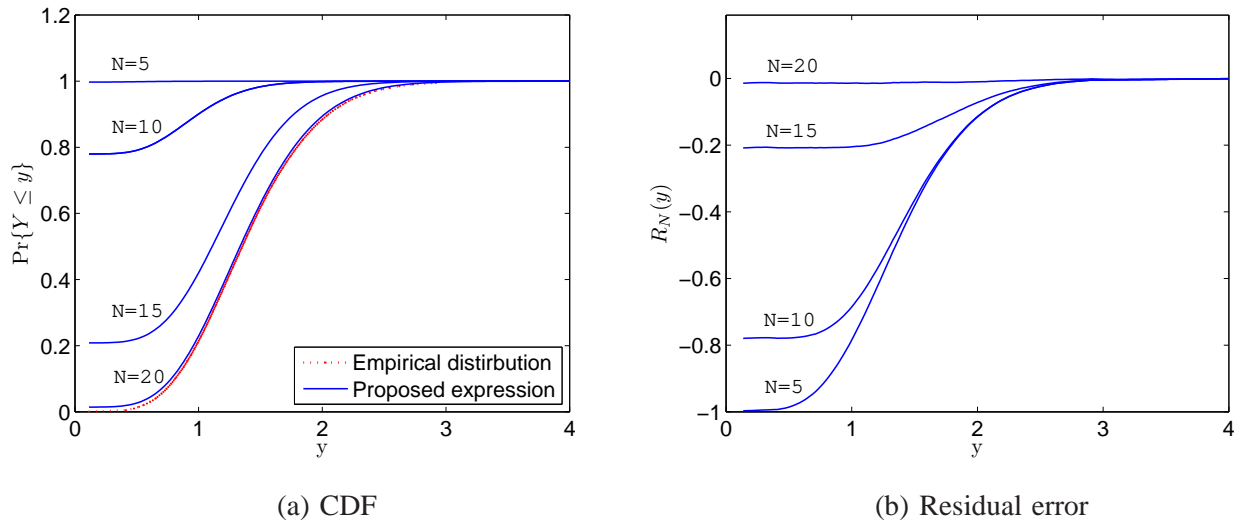 1.2
1
0.8
0.6
0.4
0.2
0
Pr{Y ≤ y}
N=5
N=10
N=15
N=20
Empirical distirbution
Proposed expression
0 1 2 3 4
y
(a) CDF
0
−0.2
−0.4
−0.6
−0.8
−1
R_N(y)
N=20
N=15
N=10
N=5
0 1 2 3 4
y
(b) Residual error